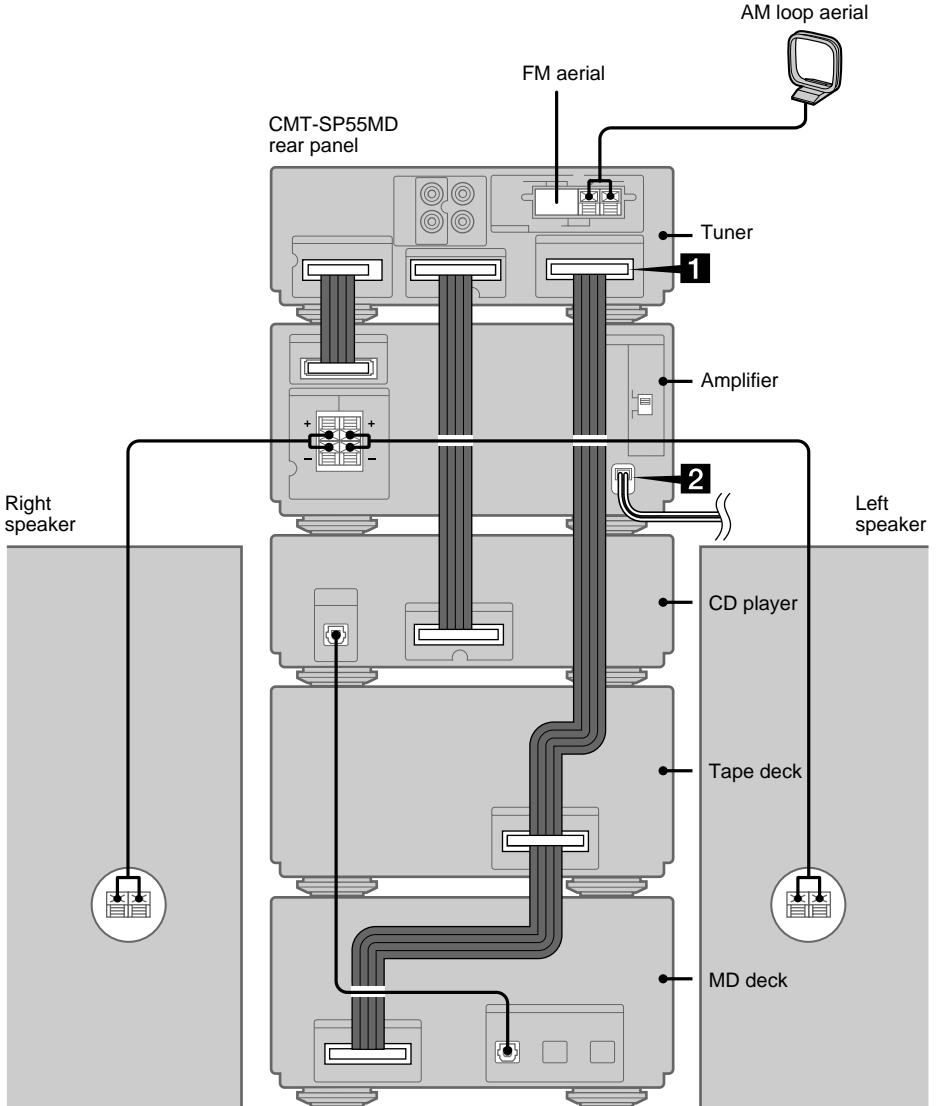 AM loop aerial
FM aerial
CMT-SP55MD
rear panel
Tuner
1
Amplifier
+ +
– –
2
Right
speaker
Left
speaker
CD player
Tape deck
MD deck